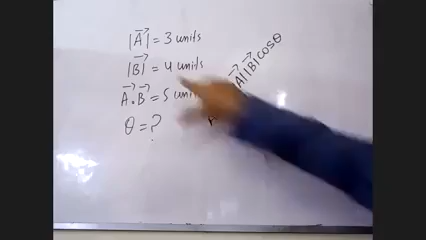 |A⃗| = 3 units
|B⃗| = 4 units
A⃗ . B⃗ = 5
θ = ?
A⃗||B⃗|cosθ